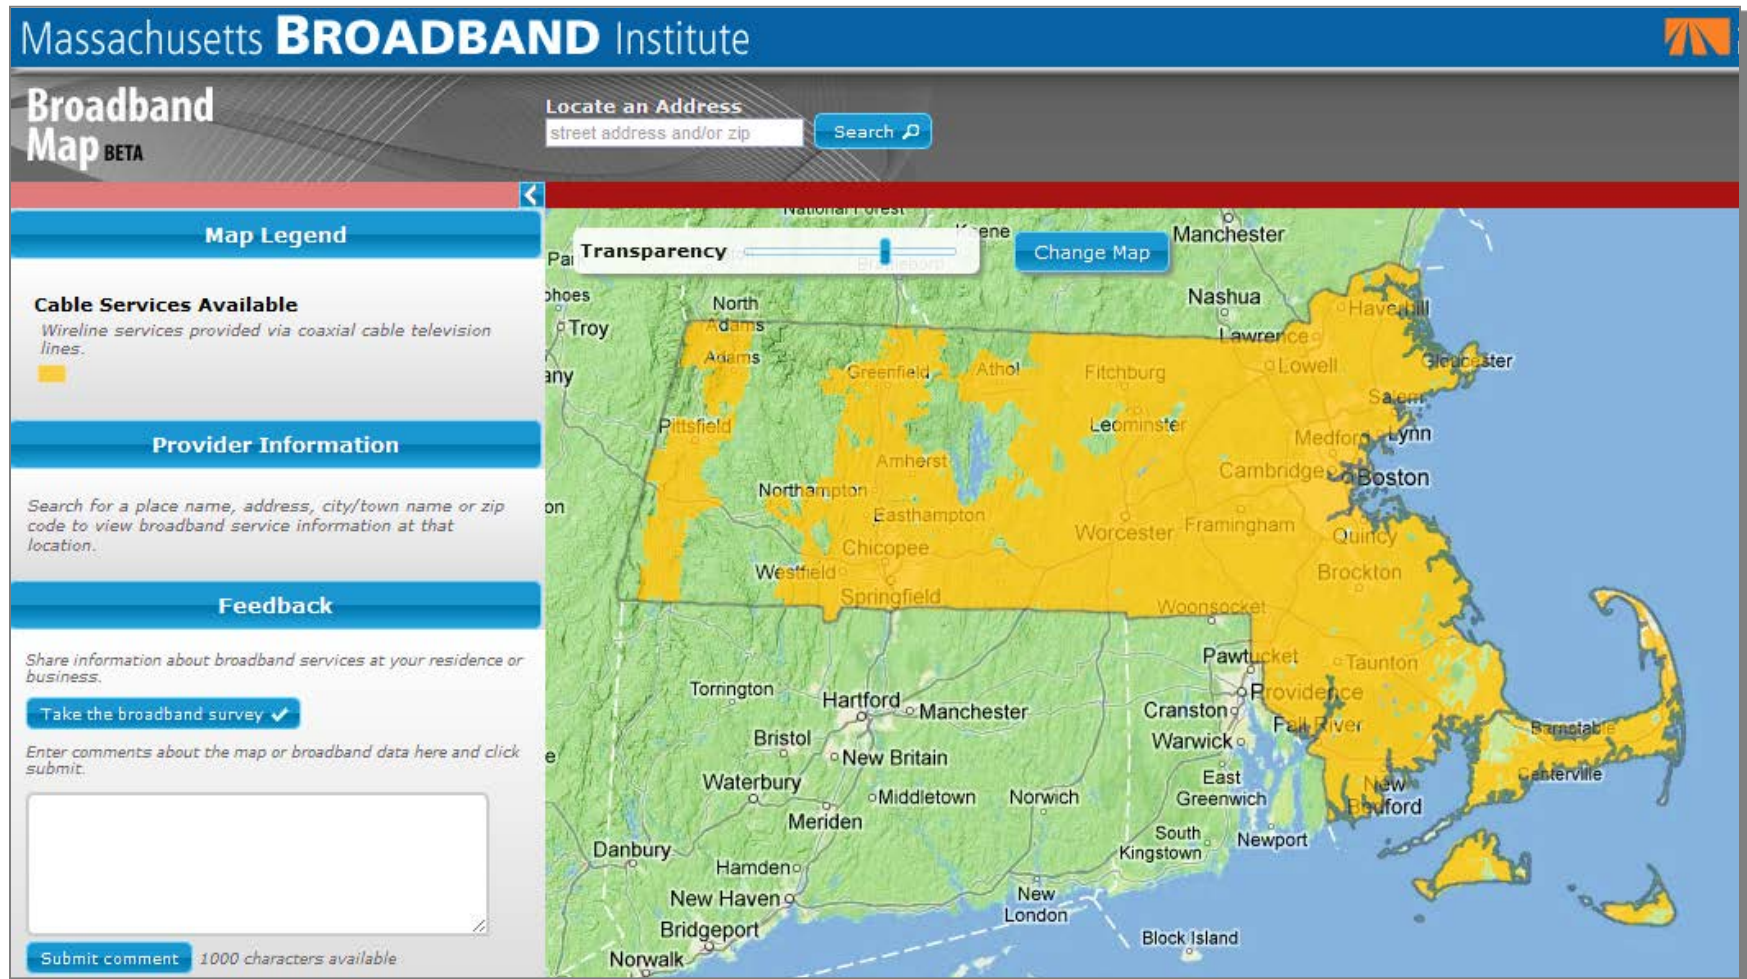 Massachusetts BROADBAND Institute
Broadband
Map BETA
Locate an Address
street address and/or zip
Search
Map Legend
Cable Services Available
Wireline services provided via coaxial cable television
lines.
Provider Information
Search for a place name, address, city/town name or zip
code to view broadband service information at that
location.
Feedback
Share information about broadband services at your residence or
business.
Take the broadband survey
Enter comments about the map or broadband data here and click
submit.
Submit comment
1000 characters available
Transparency
Change Map
National Forest
Manchester
Nashua
Haverhill
North
Adams
Troy
Lawrence
Adams
Gloucester
Greenfield
Athol
Fitchburg
Lowell
Salem
Pittsfield
Leominster
Medford
Lynn
Amherst
Cambridge
Boston
Northampton
Easthampton
Worcester
Framingham
Quincy
Chicopee
Westfield
Brockton
Springfield
Woonsocket
Pawtucket
Taunton
Torrington
Hartford
Manchester
Providence
Cranston
Fall River
Barnstable
Bristol
New Britain
Warwick
Centerville
Waterbury
Middletown
Norwich
East
Greenwich
New
Bedford
Meriden
South
Kingstown
Newport
Danbury
Hamden
New Haven
New
London
Bridgeport
Block Island
Norwalk